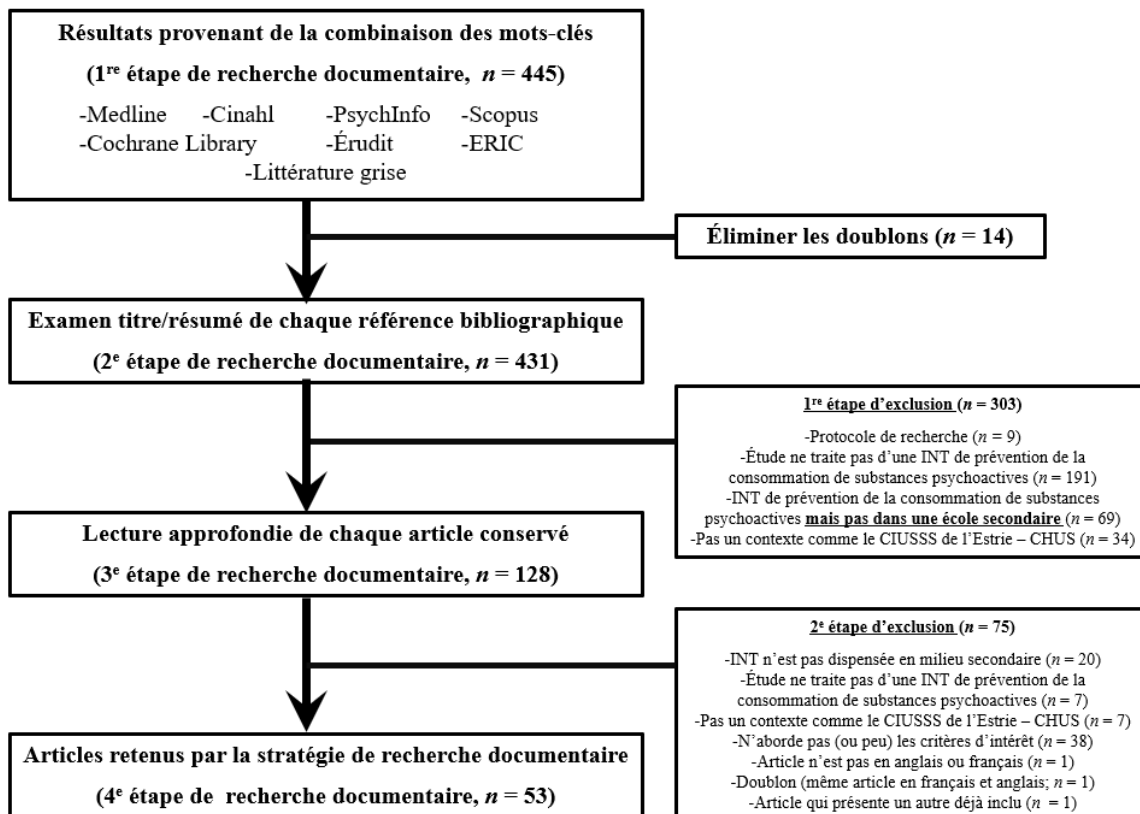 Résultats provenant de la combinaison des mots-clés
(1re étape de recherche documentaire, n = 445)
-Medline -Cinahl -PsychInfo -Scopus
-Cochrane Library -Érudit -ERIC
-Littérature grise
Éliminer les doublons (n = 14)
Examen titre/résumé de chaque référence bibliographique
(2e étape de recherche documentaire, n = 431)
1re étape d'exclusion (n = 303)
-Protocole de recherche (n = 9)
-Étude ne traite pas d'une INT de prévention de la
consommation de substances psychoactives (n = 191)
-INT de prévention de la consommation de substances
psychoactives mais pas dans une école secondaire (n = 69)
-Pas un contexte comme le CIUSSS de l'Estrie – CHUS (n = 34)
Lecture approfondie de chaque article conservé
(3e étape de recherche documentaire, n = 128)
2e étape d'exclusion (n = 75)
-INT n'est pas dispensée en milieu secondaire (n = 20)
-Étude ne traite pas d'une INT de prévention de la
consommation de substances psychoactives (n = 7)
-Pas un contexte comme le CIUSSS de l'Estrie – CHUS (n = 7)
-N'aborde pas (ou peu) les critères d'intérêt (n = 38)
-Article n'est pas en anglais ou français (n = 1)
-Doublon (même article en français et anglais; n = 1)
-Article qui présente un autre déjà inclu (n = 1)
Articles retenus par la stratégie de recherche documentaire
(4e étape de recherche documentaire, n = 53)